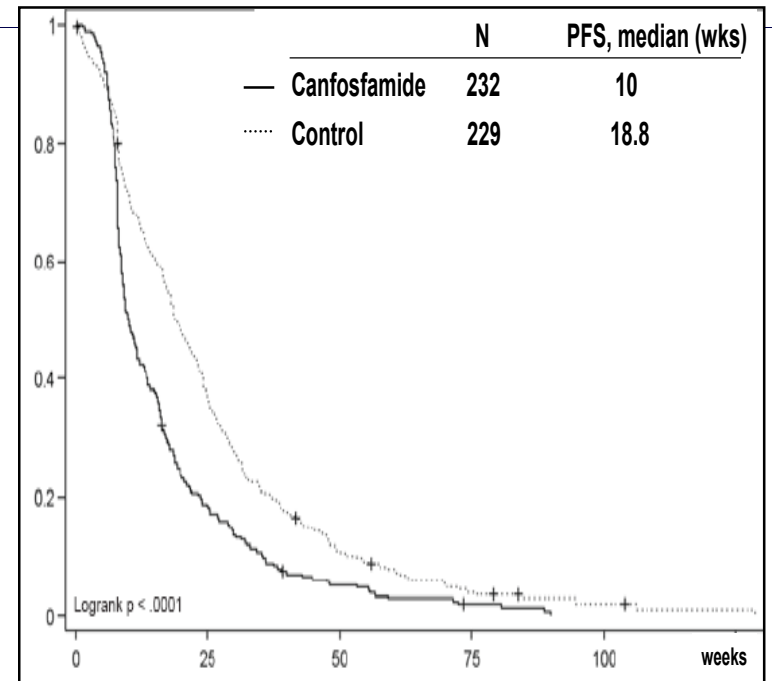 N PFS, median (wks)
Canfosfamide 232 10
Control 229 18.8
1
0.8
0.6
0.4
0.2
0
Logrank p < .0001
0 25 50 75 100 weeks